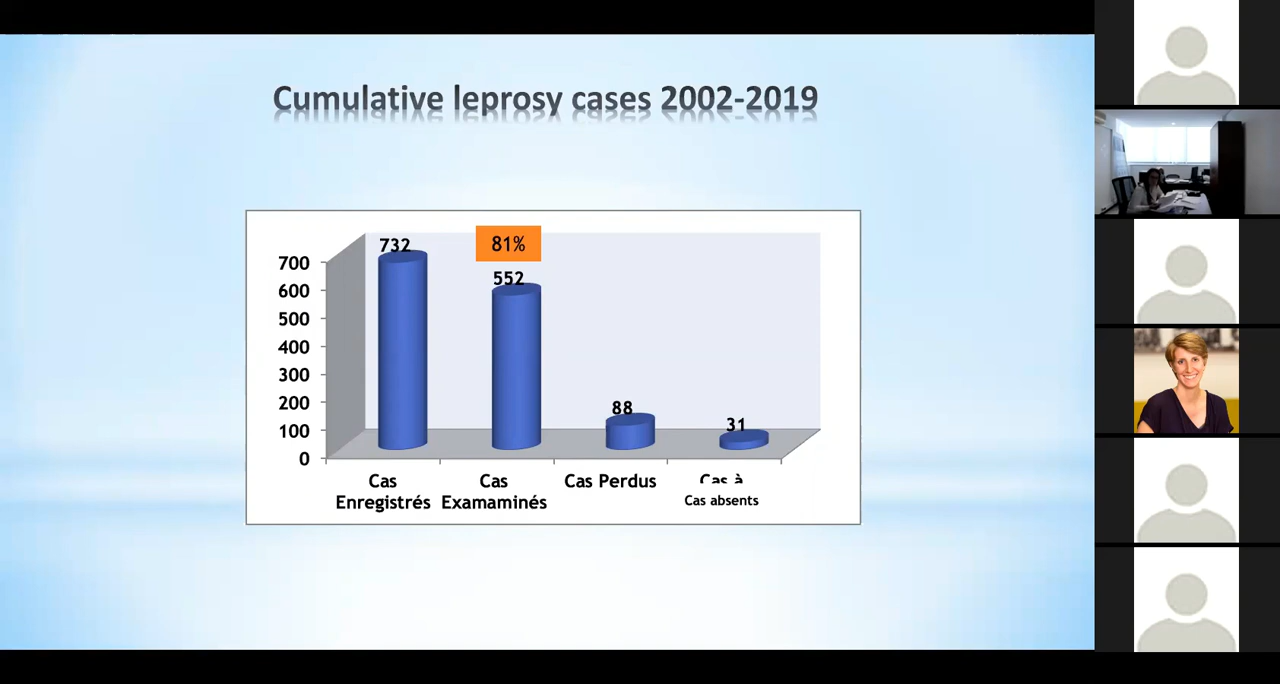 Cumulative leprosy cases 2002-2019
732
81%
552
88
31
700
600
500
400
300
200
100
0
Cas
Enregistrés
Cas
Examaminés
Cas Perdus
Cas à
Cas absents